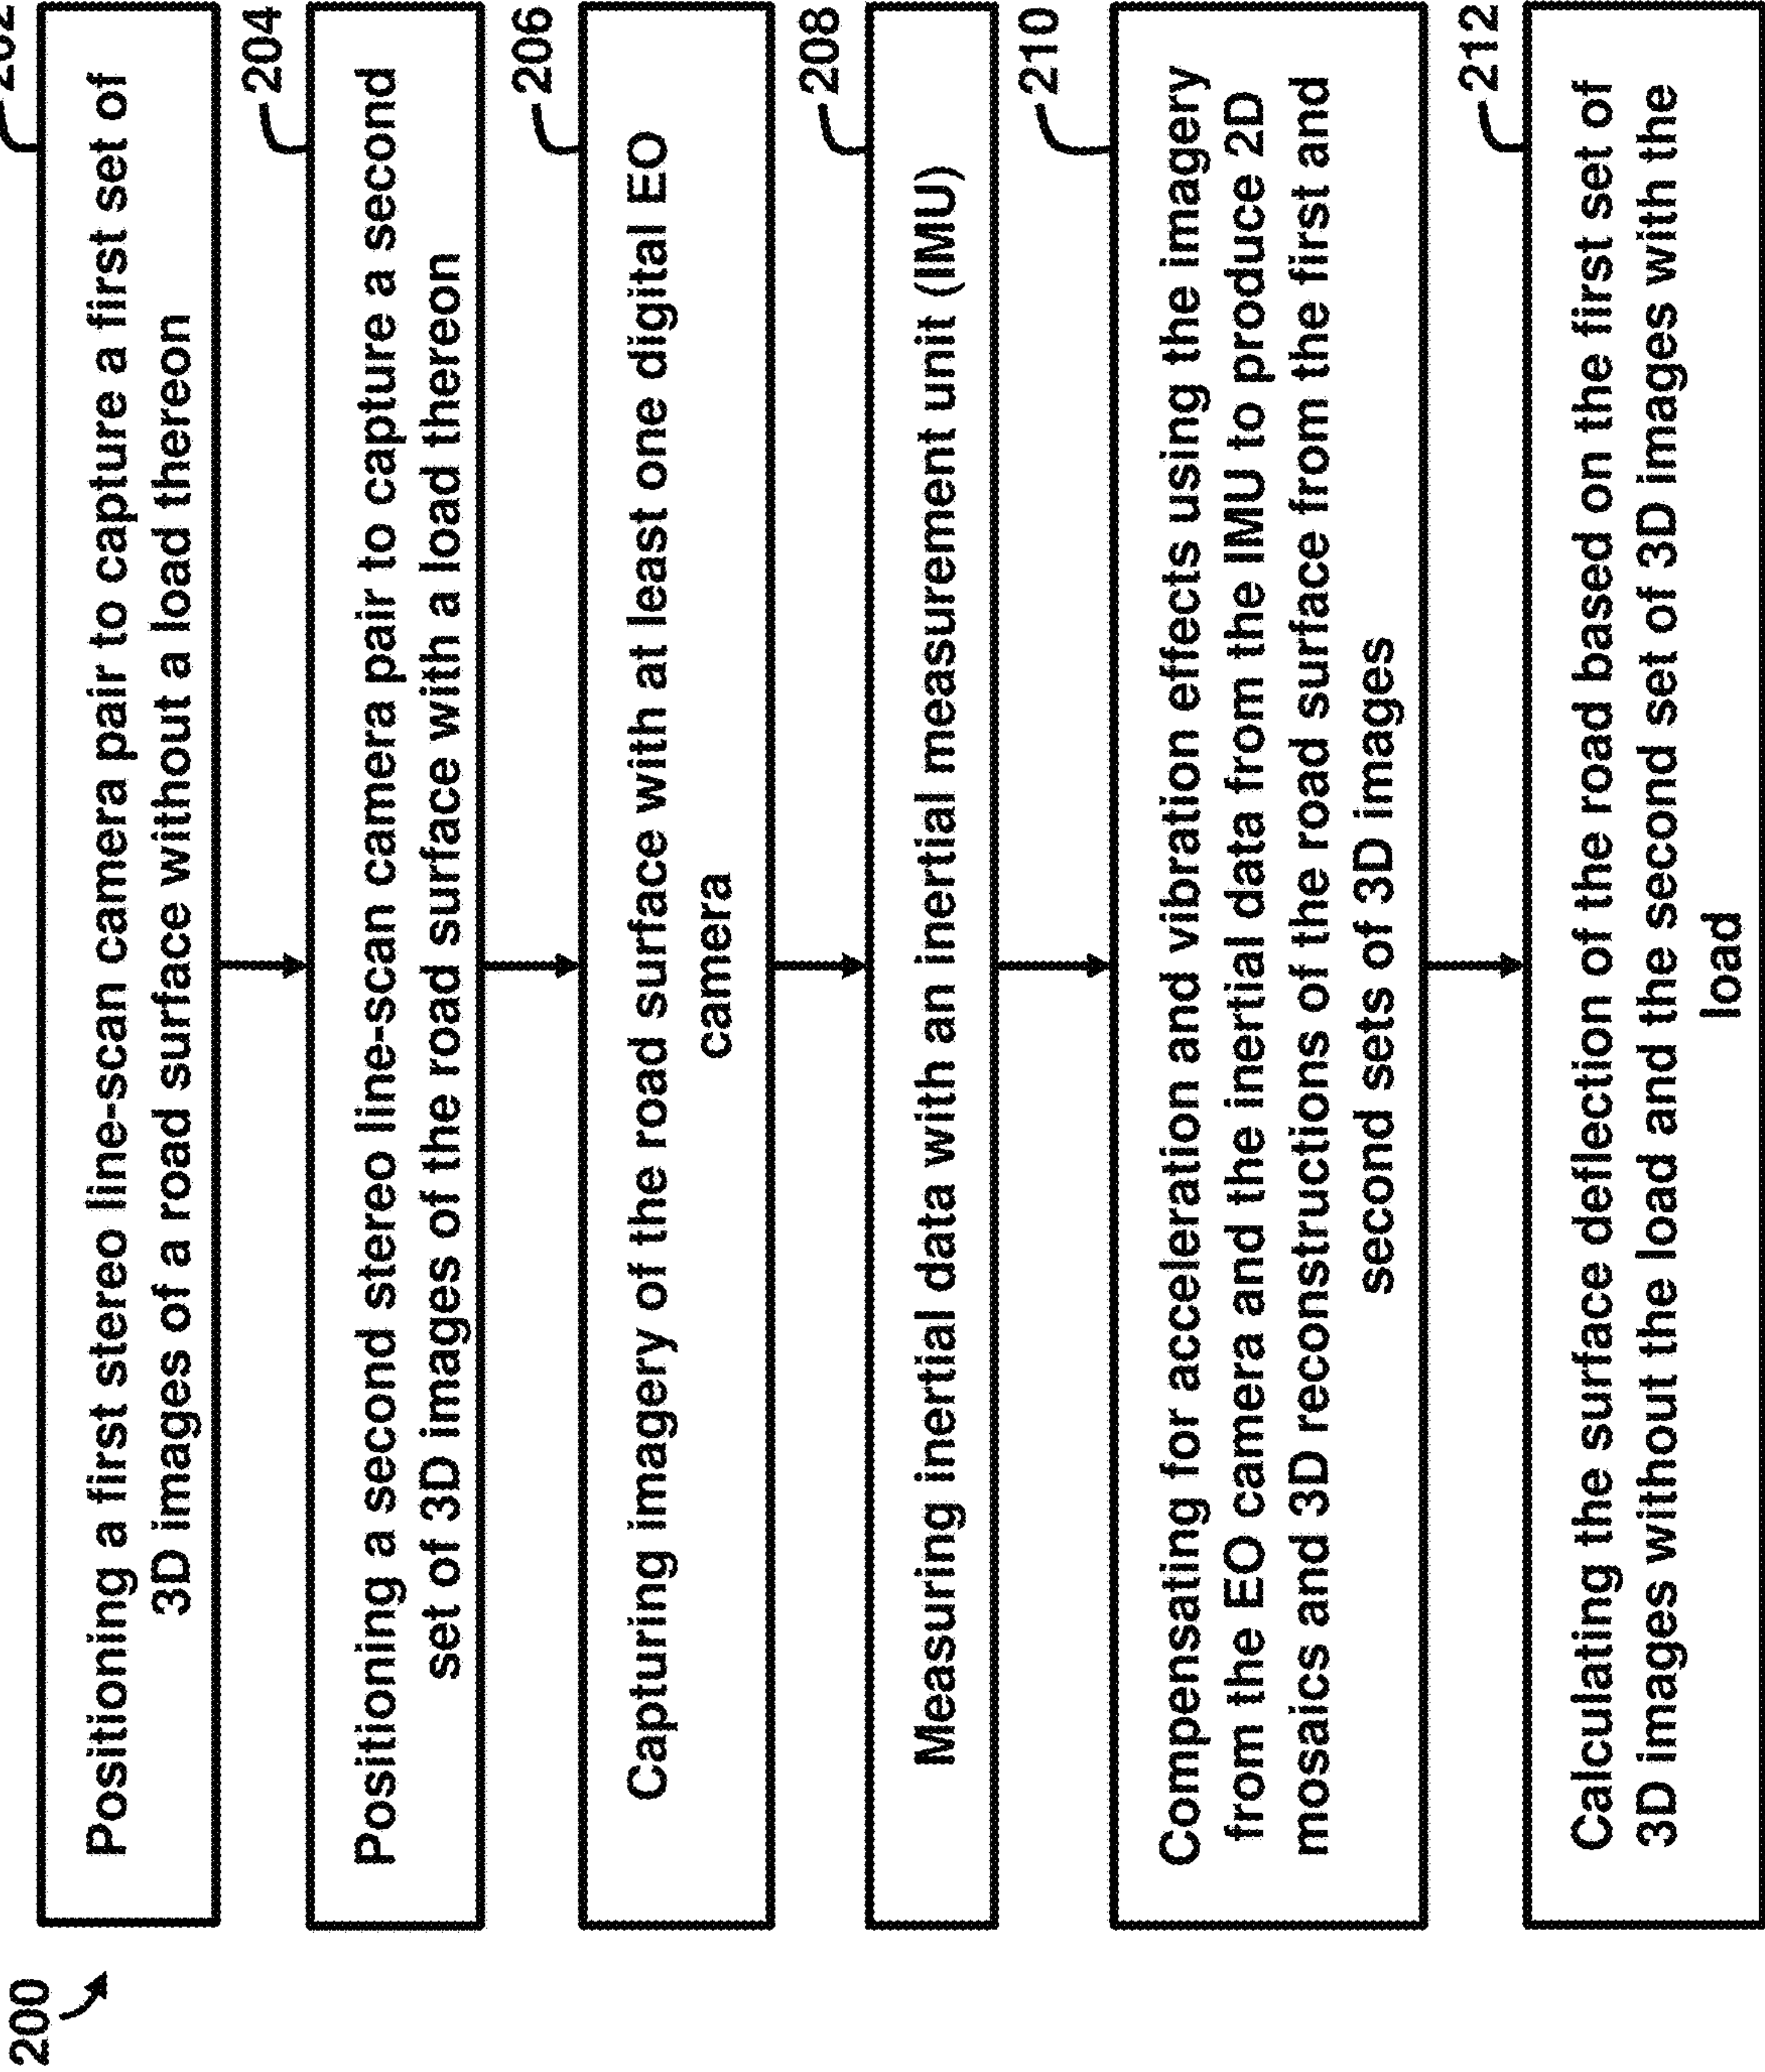 200
202
Positioning a first stereo line-scan camera pair to capture a first set of
3D images of a road surface without a load thereon
204
Positioning a second stereo line-scan camera pair to capture a second
set of 3D images of the road surface with a load thereon
206
Capturing imagery of the road surface with at least one digital EO
camera
208
Measuring inertial data with an inertial measurement unit (IMU)
210
Compensating for acceleration and vibration effects using the imagery
from the EO camera and the inertial data from the IMU to produce 2D
mosaics and 3D reconstructions of the road surface from the first and
second sets of 3D images
212
Calculating the surface deflection of the road based on the first set of
3D images without the load and the second set of 3D images with the
load